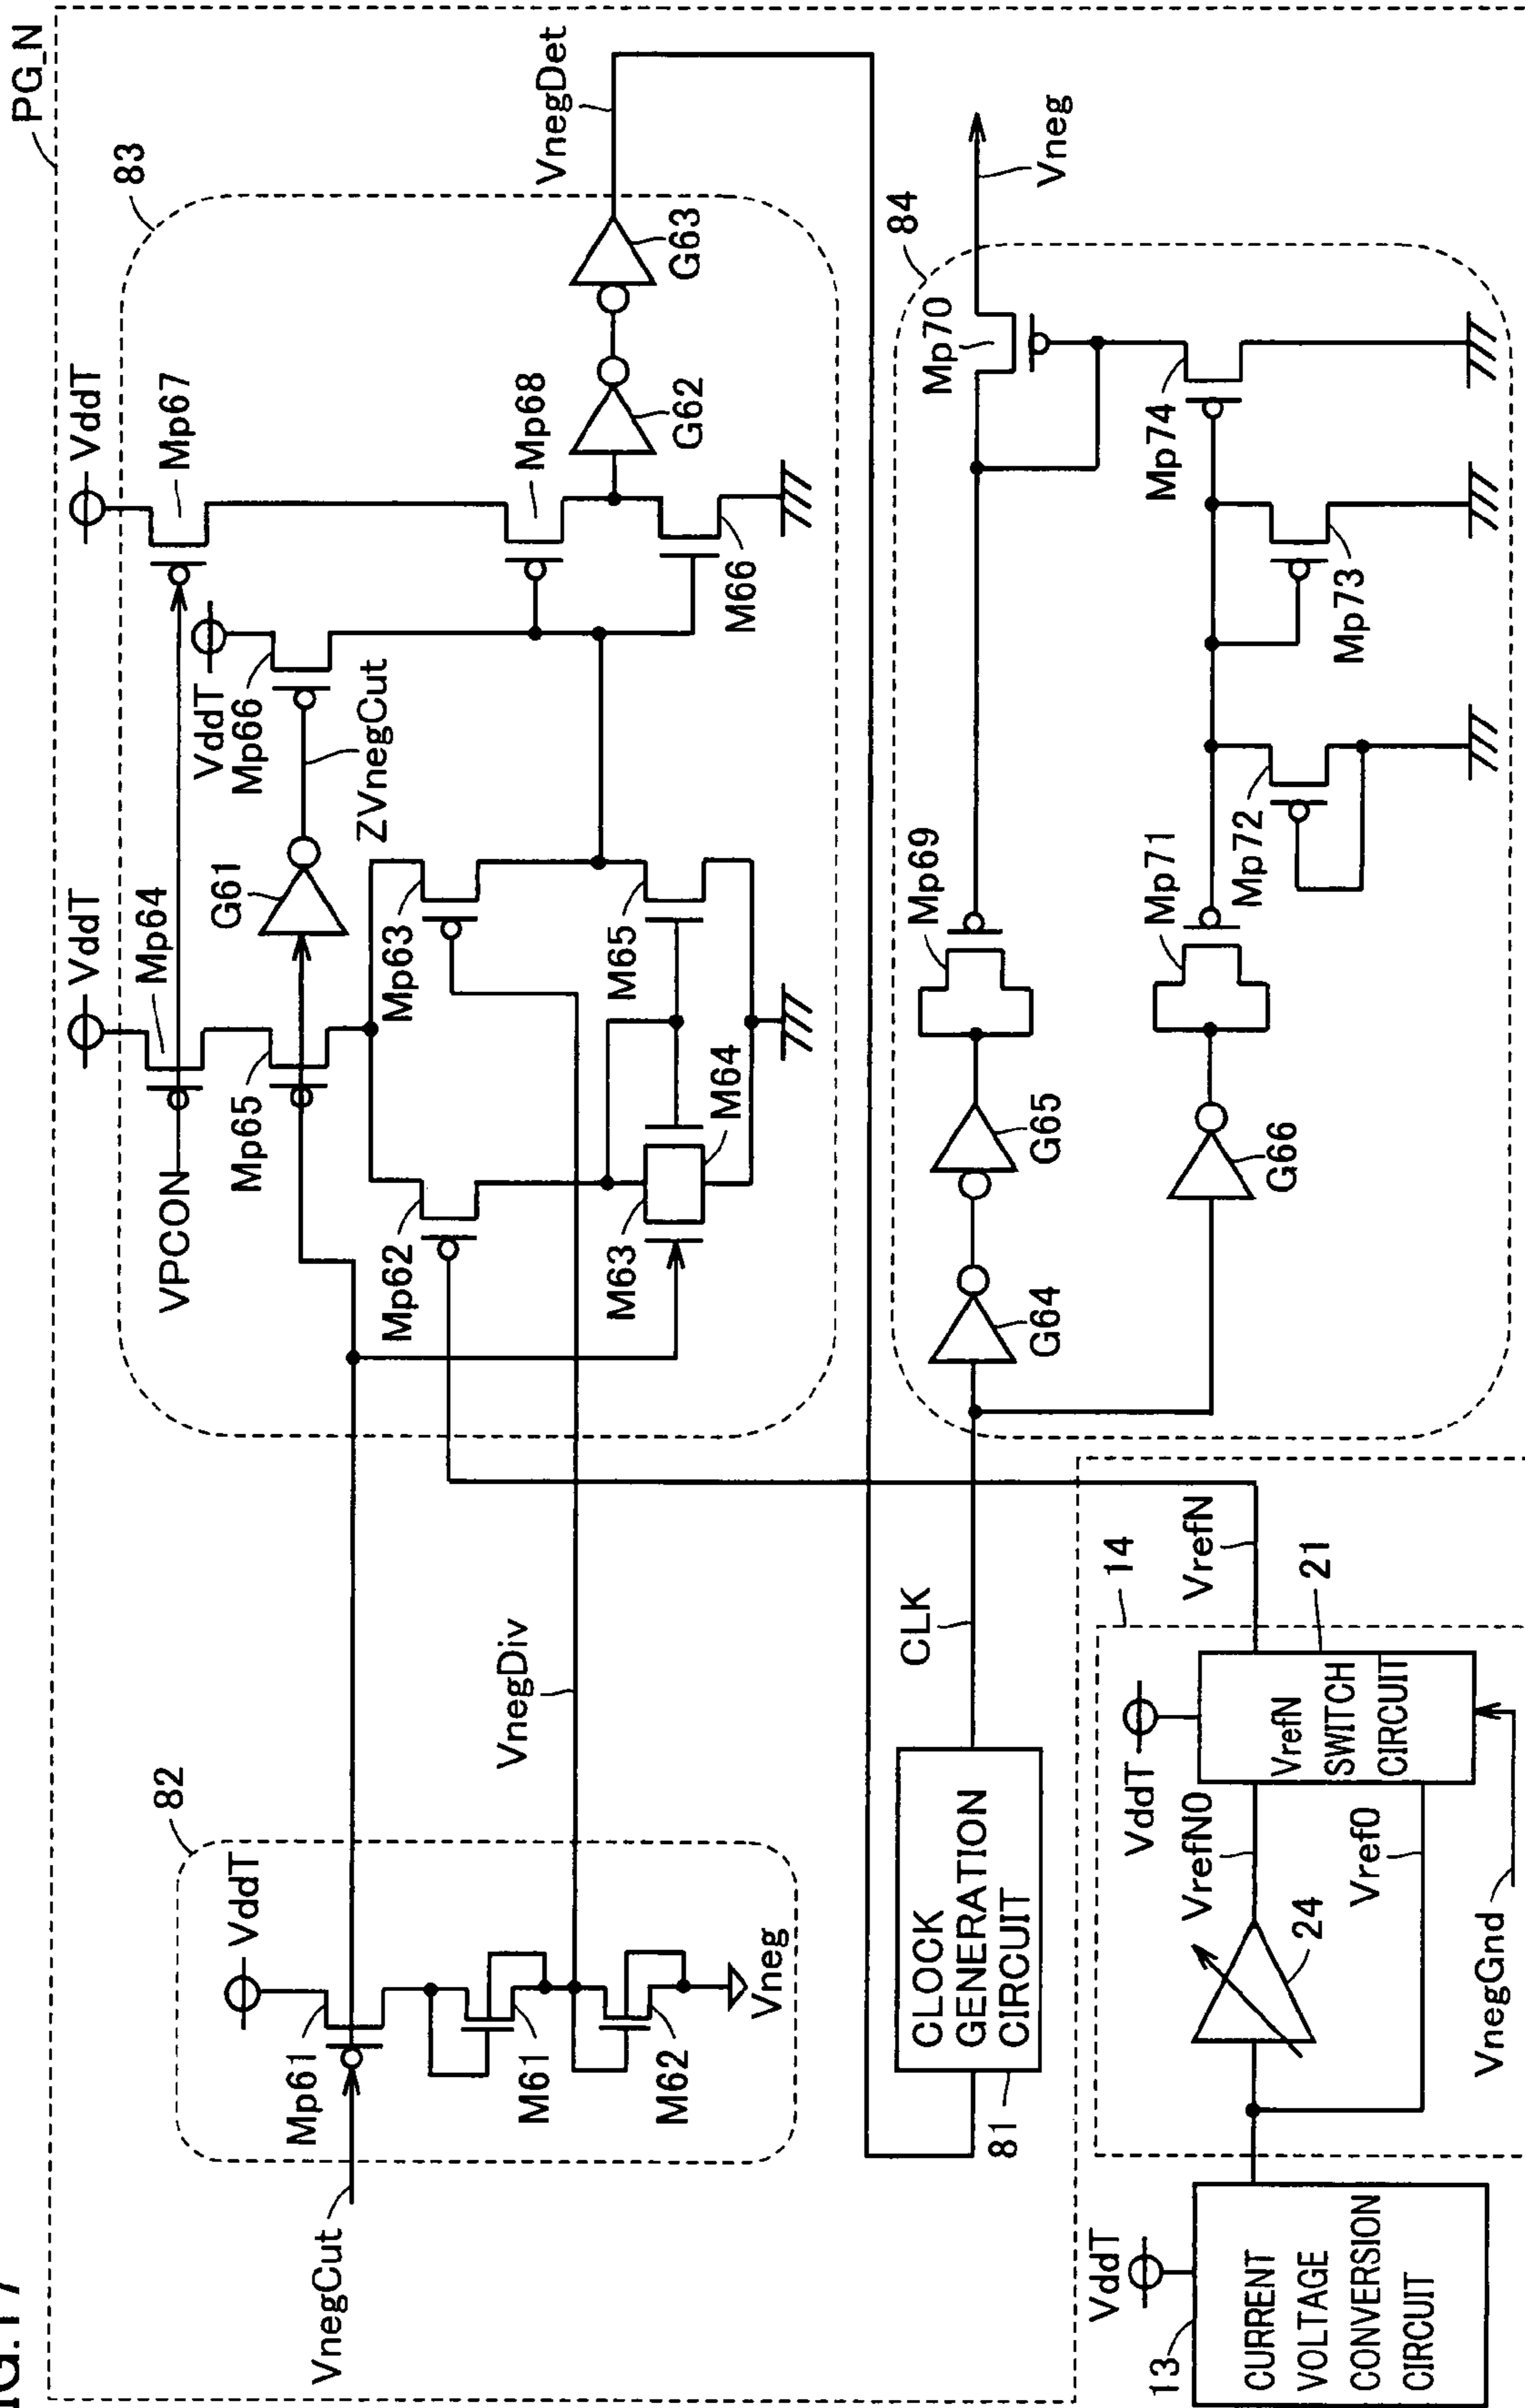 FIG.17
PG_N
83
VddT
Mp67
VddT
Mp64
VPCON
VddT
Mp66
G61
ZVnegCut
Mp65
Mp68
G62
G63
VnegDet
M66
Mp62
Mp63
M63
M64
M65
82
VddT
VnegDiv
Mp61
M61
M62
Vneg
VnegCut
84
Vneg
Mp70
Mp69
G64
G65
Mp74
Mp71
Mp72
Mp73
G66
CLK
CLOCK
GENERATION
CIRCUIT
81
14
VrefN
21
VddT
VrefN
SWITCH
CIRCUIT
VrefN0
Vref0
24
VnegGnd
VddT
13
CURRENT
VOLTAGE
CONVERSION
CIRCUIT